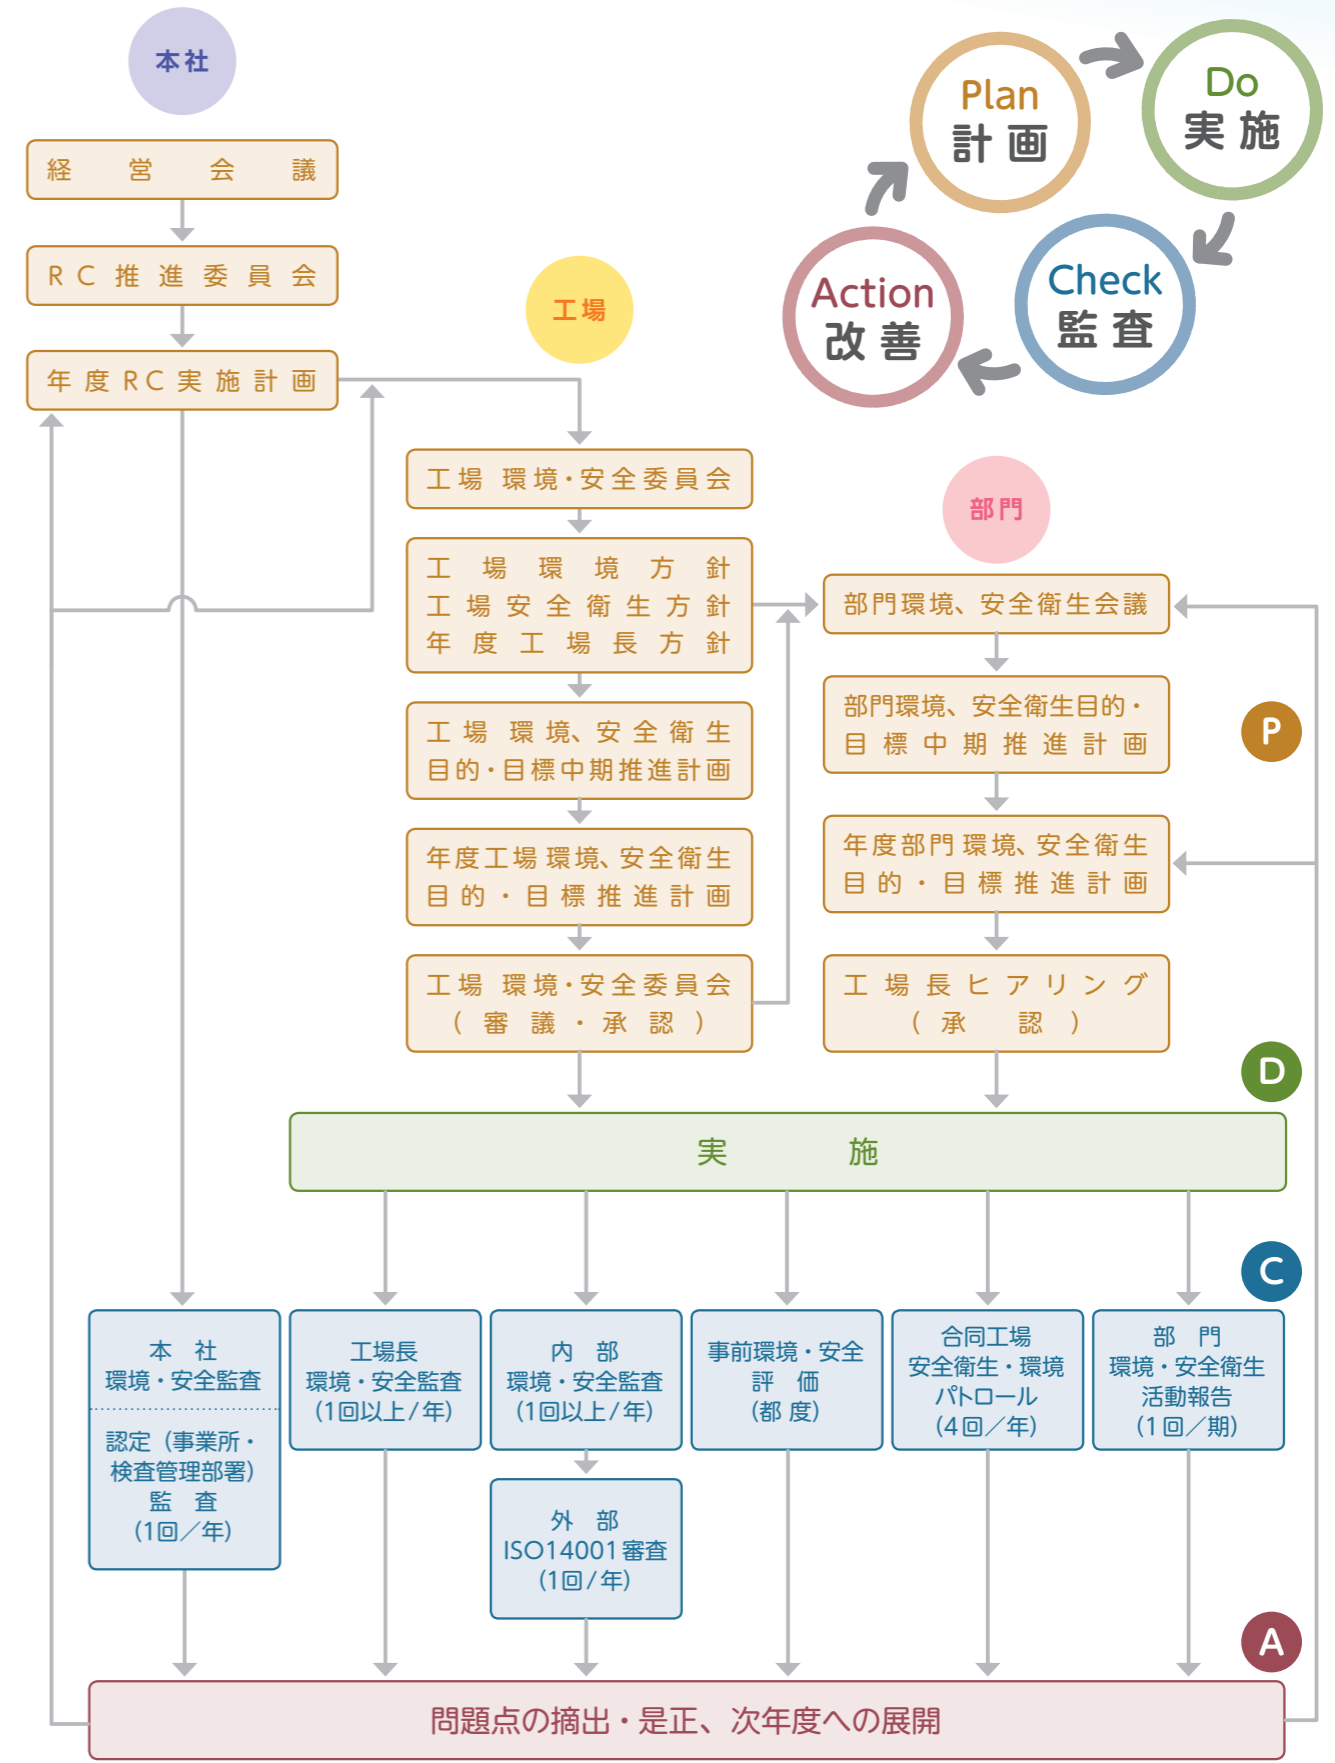 本社
経営会議
RC推進委員会
年度RC実施計画
Plan
計画
Do
実施
Check
監査
Action
改善
工場
工場 環境・安全委員会
工場環境方針
工場安全衛生方針
年度工場長方針
工場 環境、安全衛生
目的・目標中期推進計画
年度工場環境、安全衛生
目的・目標推進計画
工場 環境・安全委員会
(審議・承認)
部門
部門環境、安全衛生会議
部門環境、安全衛生目的・
目標中期推進計画
年度部門環境、安全衛生
目的・目標推進計画
工場長ヒアリング
(承認)
P
D
実施
C
本社
環境・安全監査
認定(事業所・
検査管理部署)
監査
(1回/年)
工場長
環境・安全監査
(1回以上/年)
内部
環境・安全監査
(1回以上/年)
外部
ISO14001審査
(1回/年)
事前環境・安全
評価
(都度)
合同工場
安全衛生・環境
パトロール
(4回/年)
部門
環境・安全衛生
活動報告
(1回/期)
A
問題点の摘出・是正、次年度への展開